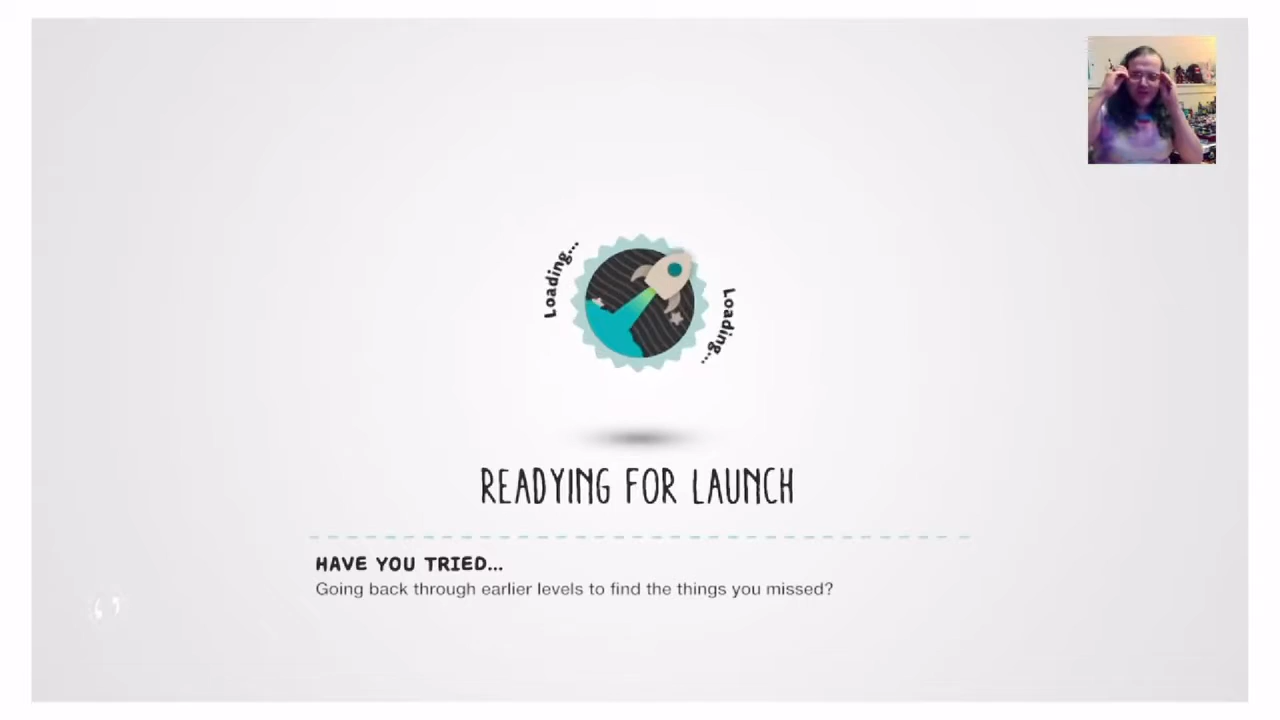 Loading...
Loading...
READYING FOR LAUNCH
HAVE YOU TRIED...
Going back through earlier levels to find the things you missed?